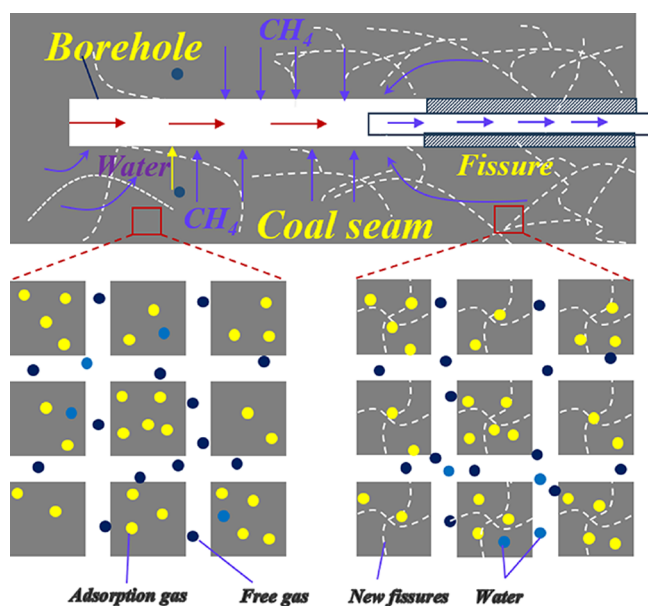 Borehole
CH4
Water
Fissure
CH4
Coal seam
Adsorption gas
Free gas
New fissures
Water